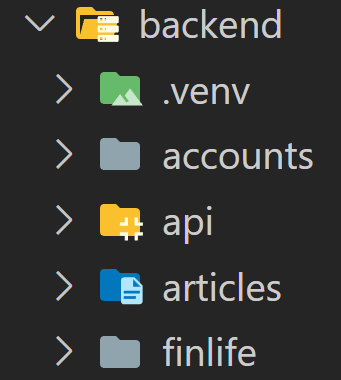 backend
.venv
accounts
api
articles
finlife